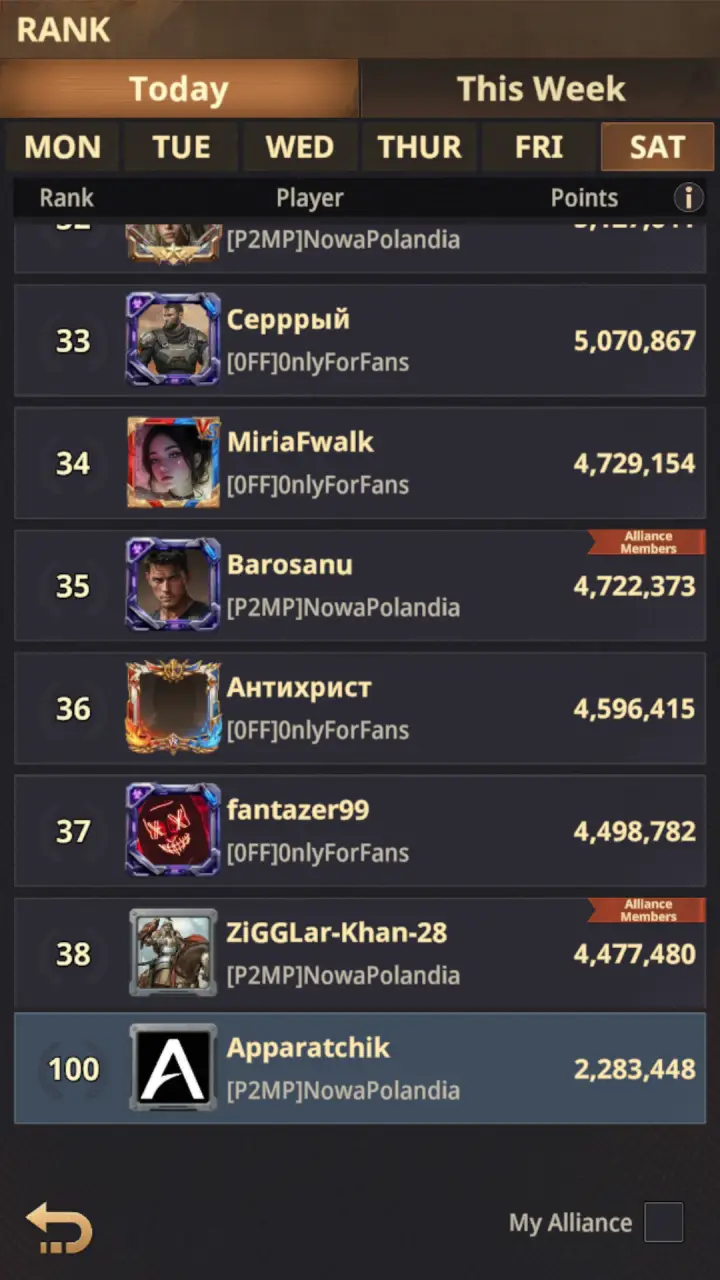 RANK
Today
This Week
MON TUE WED THUR FRI SAT
Rank Player Points
[P2MP]NowaPolandia
33
Серррый
[0FF]0nlyForFans
5,070,867
34
MiriaFwalk
[0FF]0nlyForFans
4,729,154
VS
35
Barosanu
[P2MP]NowaPolandia
Alliance
Members
4,722,373
36
Антихрист
[0FF]0nlyForFans
4,596,415
37
fantazer99
[0FF]0nlyForFans
4,498,782
38
ZiGGLar-Khan-28
[P2MP]NowaPolandia
Alliance
Members
4,477,480
100
Apparatchik
[P2MP]NowaPolandia
2,283,448
My Alliance